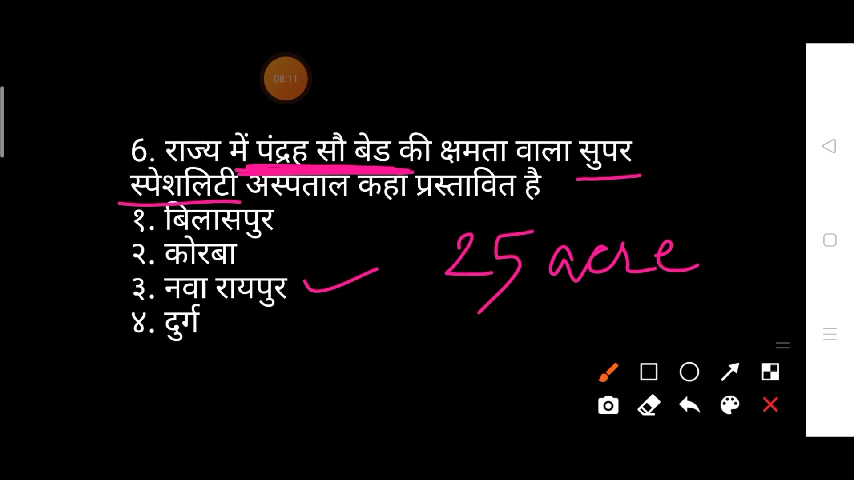 08:11
6. राज्य में पंद्रह सौ बेड की क्षमता वाला सुपर
स्पेशलिटी अस्पताल कहा प्रस्तावित है
१. बिलासपुर
२. कोरबा
३. नवा रायपुर
४. दुर्ग
25 acre